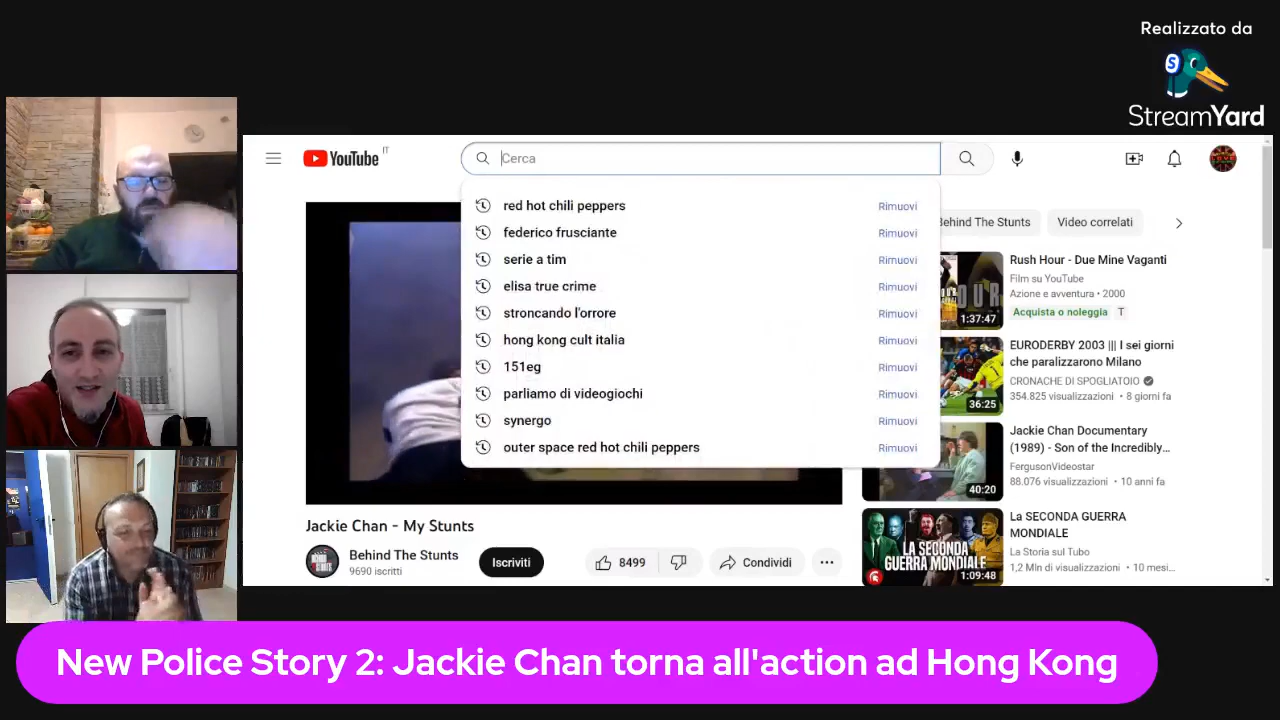 Realizzato da
StreamYard
YouTube IT
Cerca
red hot chili peppers Rimuovi
federico frusciante Rimuovi
serie a tim Rimuovi
elisa true crime Rimuovi
stroncando l'orrore Rimuovi
hong kong cult italia Rimuovi
151eg Rimuovi
parliamo di videogiochi Rimuovi
synergo Rimuovi
outer space red hot chili peppers Rimuovi
Behind The Stunts Video correlati
Rush Hour - Due Mine Vaganti
Film su YouTube
Azione e avventura • 2000
Acquista o noleggia T
1:37:47
EURODERBY 2003 ||| I sei giorni
che paralizzarono Milano
CRONACHE DI SPOGLIATOIO
354.825 visualizzazioni • 8 giorni fa
36:25
Jackie Chan Documentary
(1989) - Son of the Incredibly...
FergusonVideostar
88.076 visualizzazioni • 10 anni fa
40:20
La SECONDA GUERRA
MONDIALE
La Storia sul Tubo
1,2 Mln di visualizzazioni • 10 mesi...
LA SECONDA
GUERRA MONDIALE
1:09:48
Jackie Chan - My Stunts
Behind The Stunts
9690 iscritti
Iscriviti
8499
Condividi
New Police Story 2: Jackie Chan torna all'action ad Hong Kong